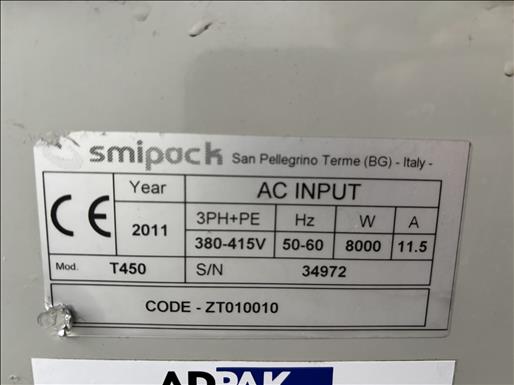 smipack San Pellegrino Terme (BG) - Italy -
CE
Year AC INPUT
2011 3PH+PE Hz W A
380-415V 50-60 8000 11.5
Mod. T450 S/N 34972
CODE - ZT010010
ADPAK